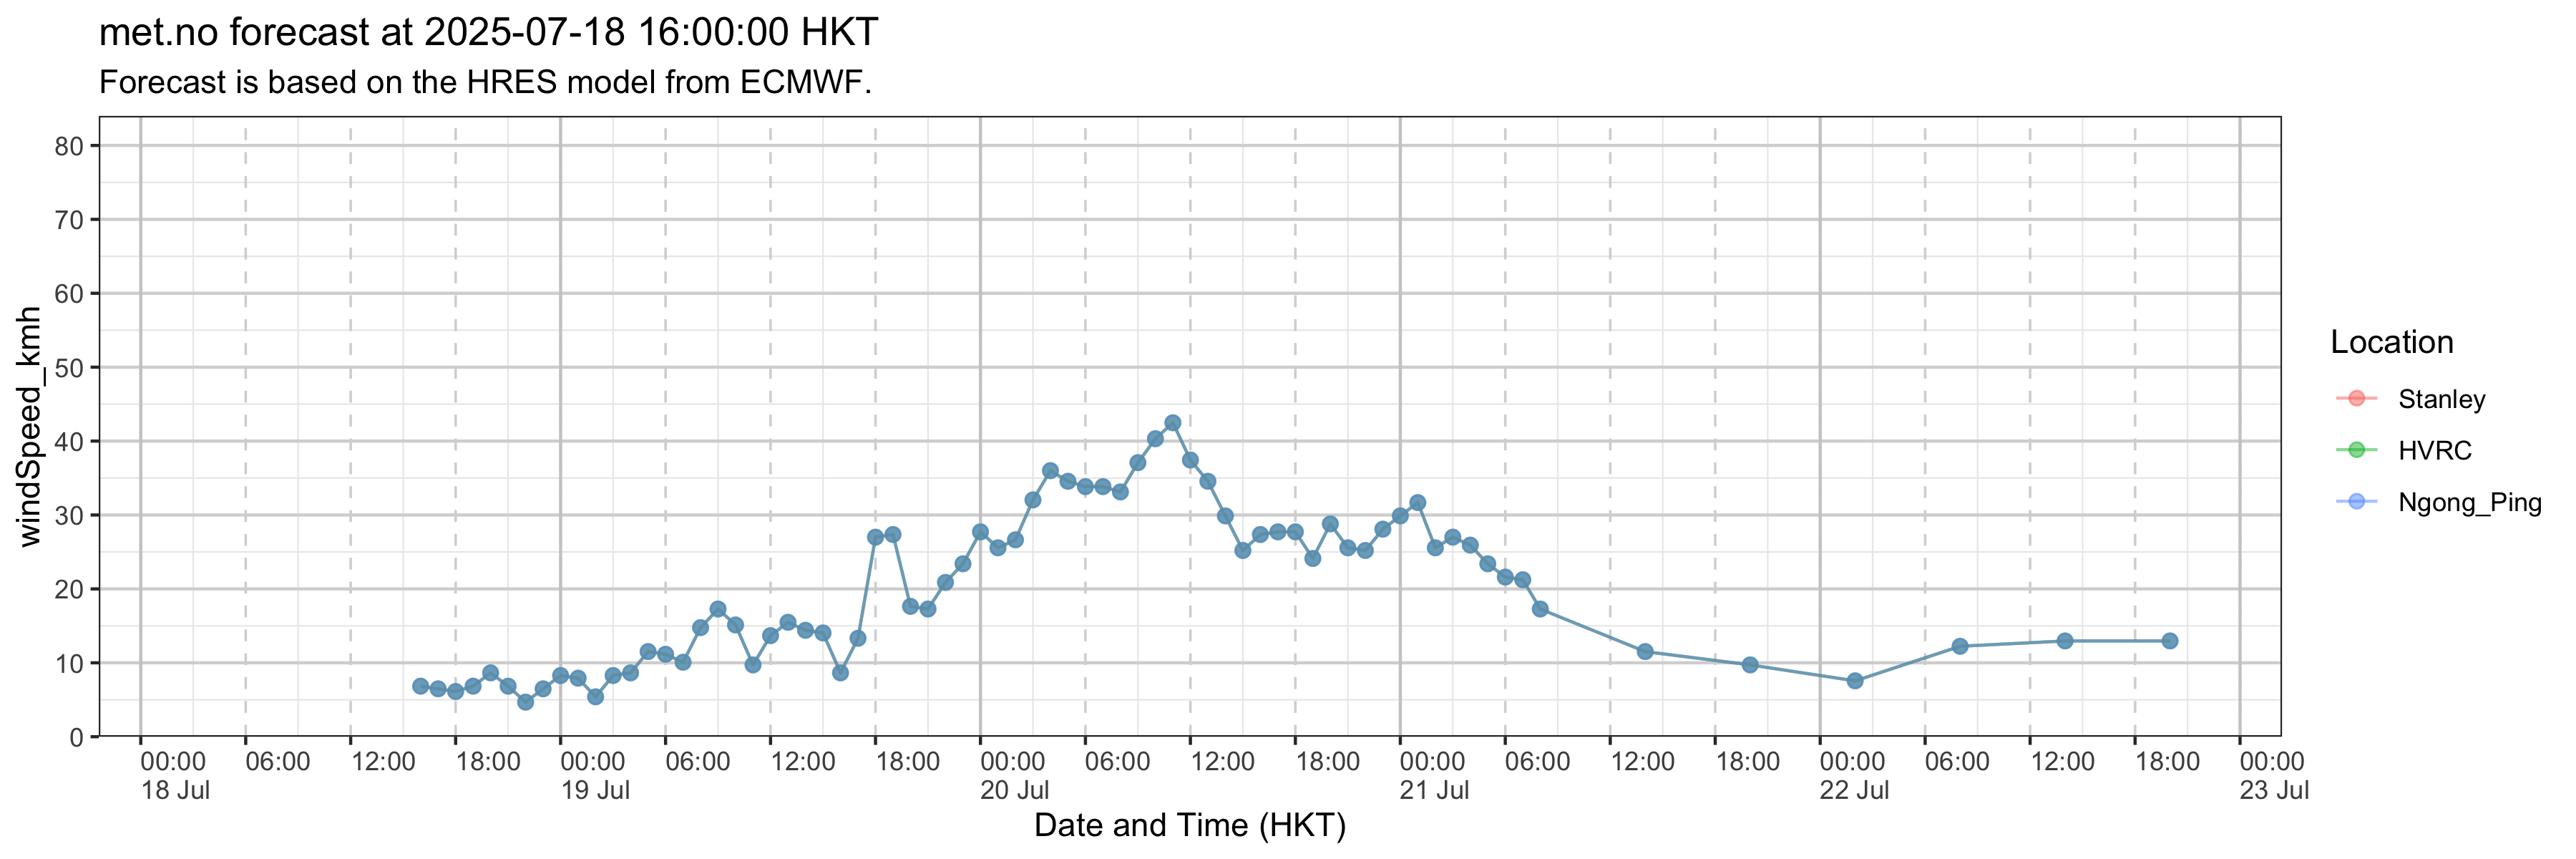 met.no forecast at 2025-07-18 16:00:00 HKT
Forecast is based on the HRES model from ECMWF.
windSpeed_kmh
80
70
60
50
40
30
20
10
0
00:00 06:00 12:00 18:00 00:00 06:00 12:00 18:00 00:00 06:00 12:00 18:00 00:00 06:00 12:00 18:00 00:00 06:00 12:00 18:00 00:00
18 Jul 19 Jul 20 Jul 21 Jul 22 Jul 23 Jul
Date and Time (HKT)
Location
Stanley
HVRC
Ngong_Ping